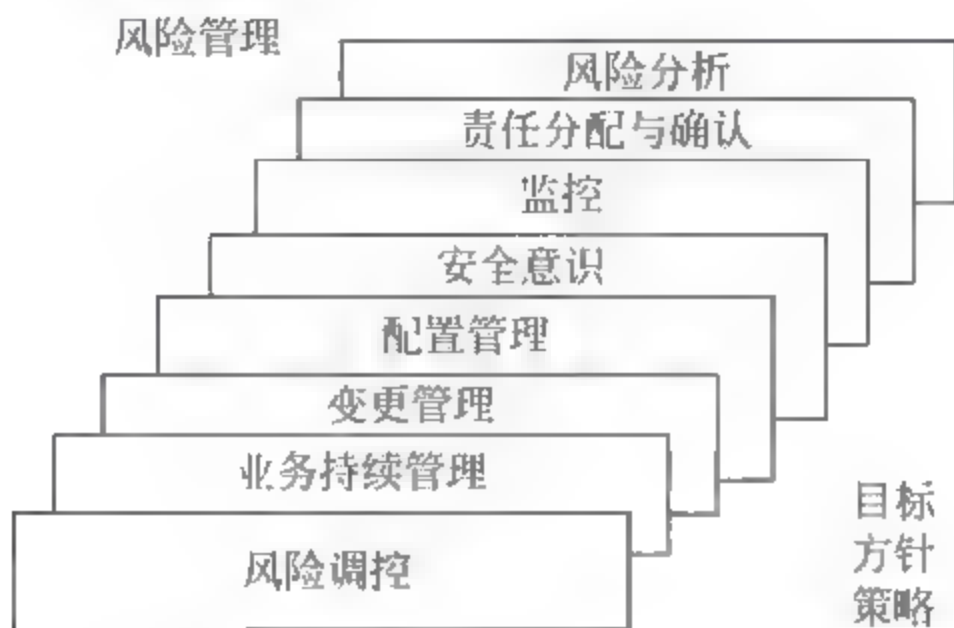 风险管理
风险分析
责任分配与确认
监控
安全意识
配置管理
变更管理
业务持续管理
风险调控
目标
方针
策略